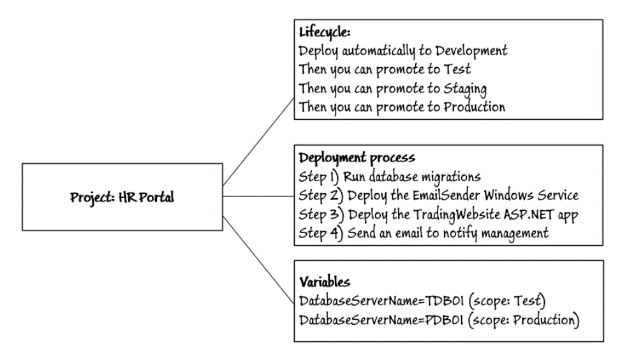 Lifecycle:
Deploy automatically to Development
Then you can promote to Test
Then you can promote to Staging
Then you can promote to Production
Project: HR Portal
Deployment process
Step 1) Run database migrations
Step 2) Deploy the EmailSender Windows Service
Step 3) Deploy the TradingWebsite ASP.NET app
Step 4) Send an email to notify management
Variables
DatabaseServerName=TDB01 (scope: Test)
DatabaseServerName=PDB01 (scope: Production)